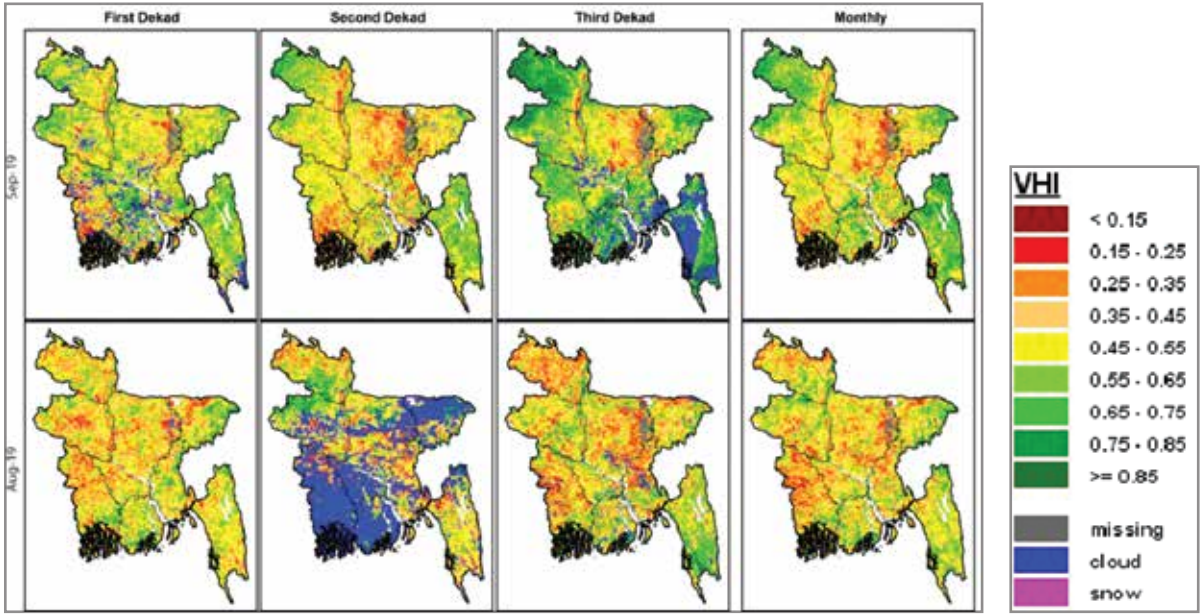 First Dekad
Second Dekad
Third Dekad
Monthly
Sep-19
Aug-19
VHI
< 0.15
0.15 - 0.25
0.25 - 0.35
0.35 - 0.45
0.45 - 0.55
0.55 - 0.65
0.65 - 0.75
0.75 - 0.85
>= 0.85
missing
cloud
snow